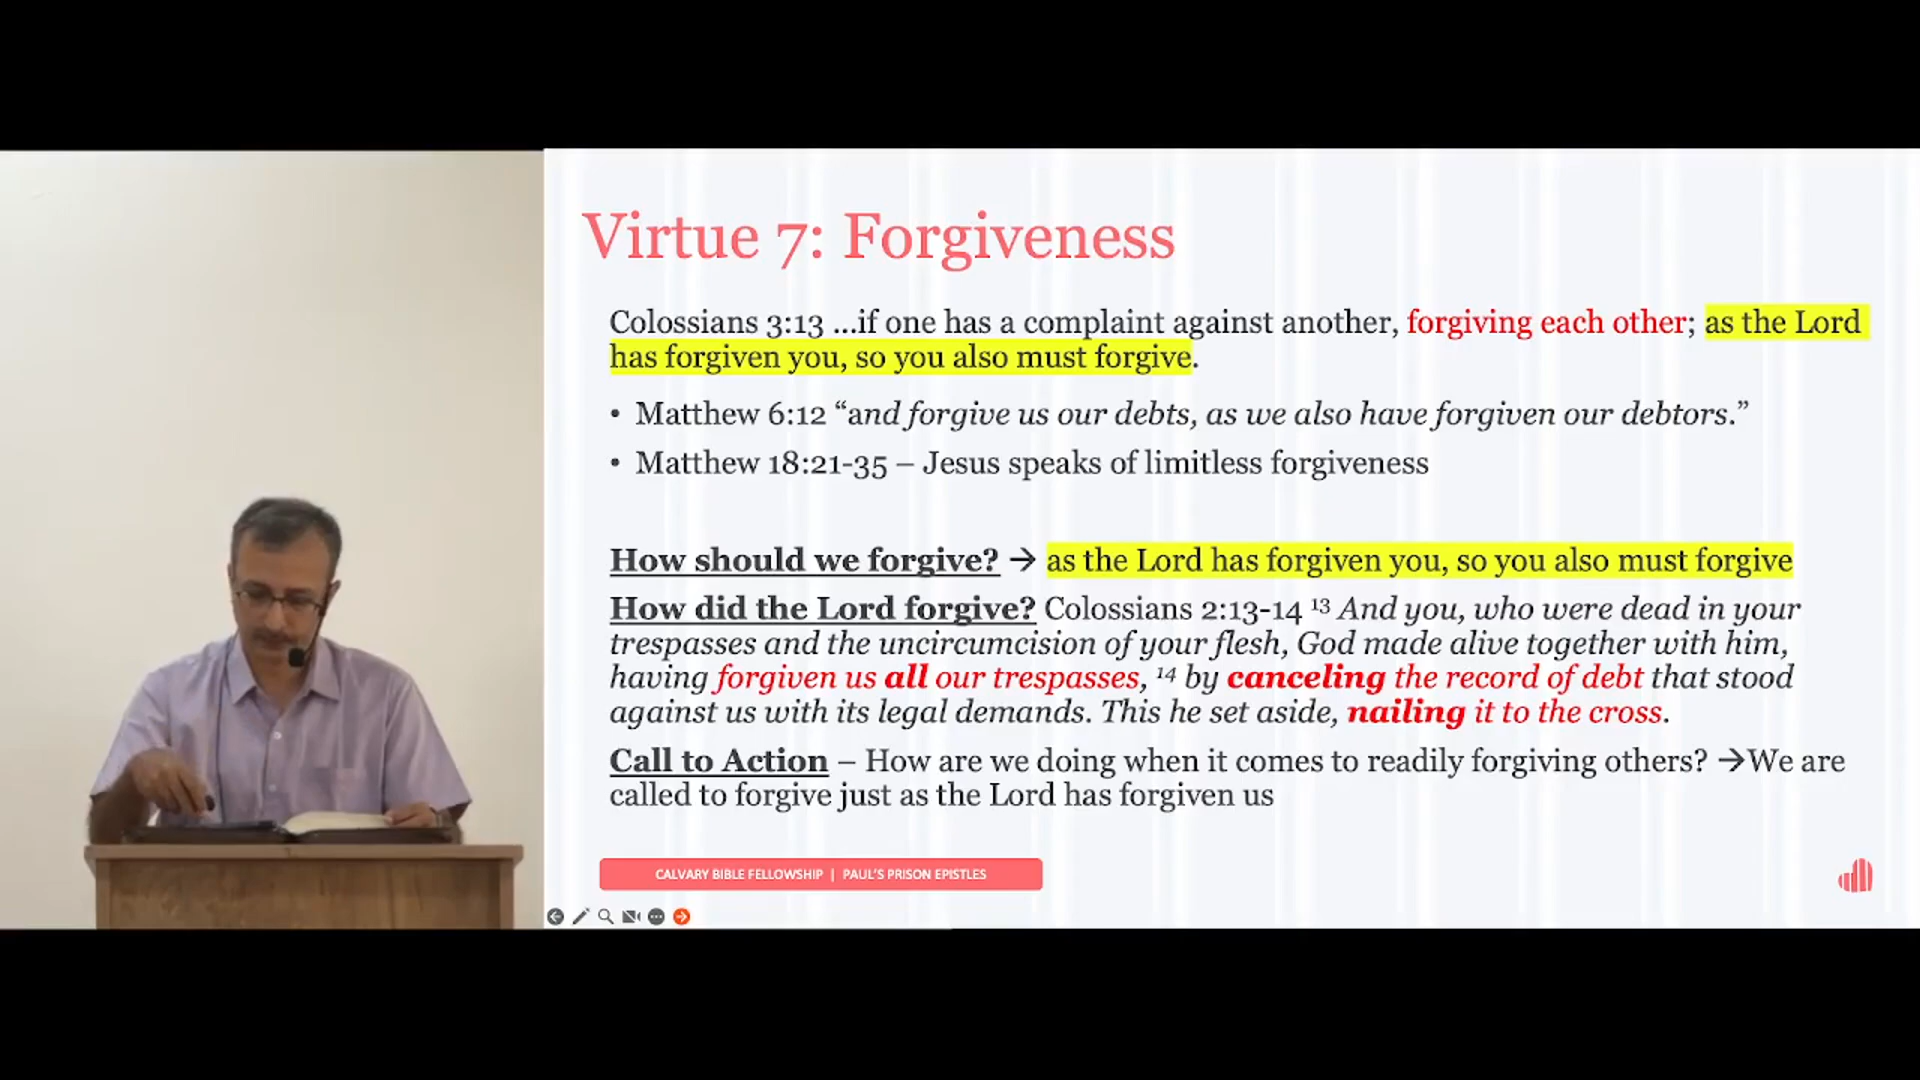 Virtue 7: Forgiveness
Colossians 3:13 ...if one has a complaint against another, forgiving each other; as the Lord
has forgiven you, so you also must forgive.
• Matthew 6:12 “and forgive us our debts, as we also have forgiven our debtors.”
• Matthew 18:21-35 – Jesus speaks of limitless forgiveness
How should we forgive? → as the Lord has forgiven you, so you also must forgive
How did the Lord forgive? Colossians 2:13-14 ¹³ And you, who were dead in your
trespasses and the uncircumcision of your flesh, God made alive together with him,
having forgiven us all our trespasses, ¹⁴ by canceling the record of debt that stood
against us with its legal demands. This he set aside, nailing it to the cross.
Call to Action – How are we doing when it comes to readily forgiving others? →We are
called to forgive just as the Lord has forgiven us
CALVARY BIBLE FELLOWSHIP | PAUL'S PRISON EPISTLES